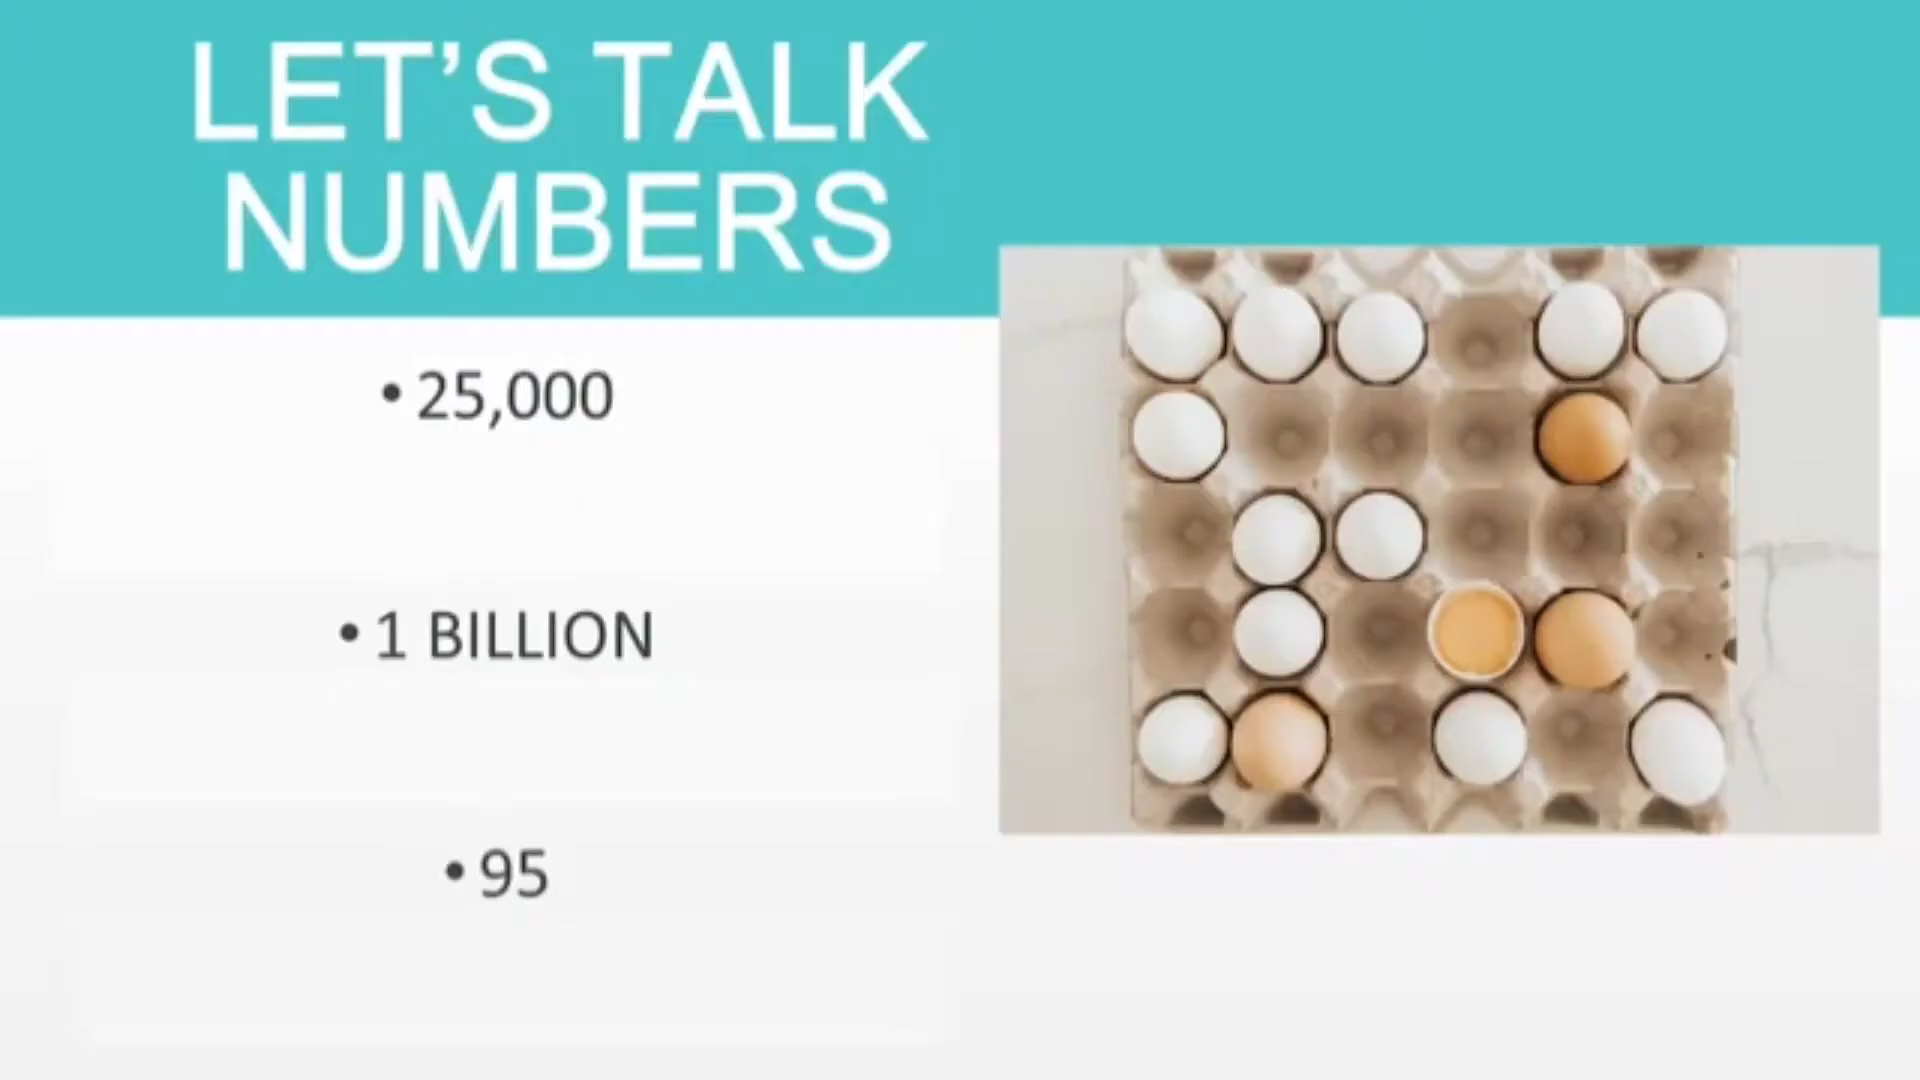 LET’S TALK
NUMBERS
• 25,000
• 1 BILLION
• 95